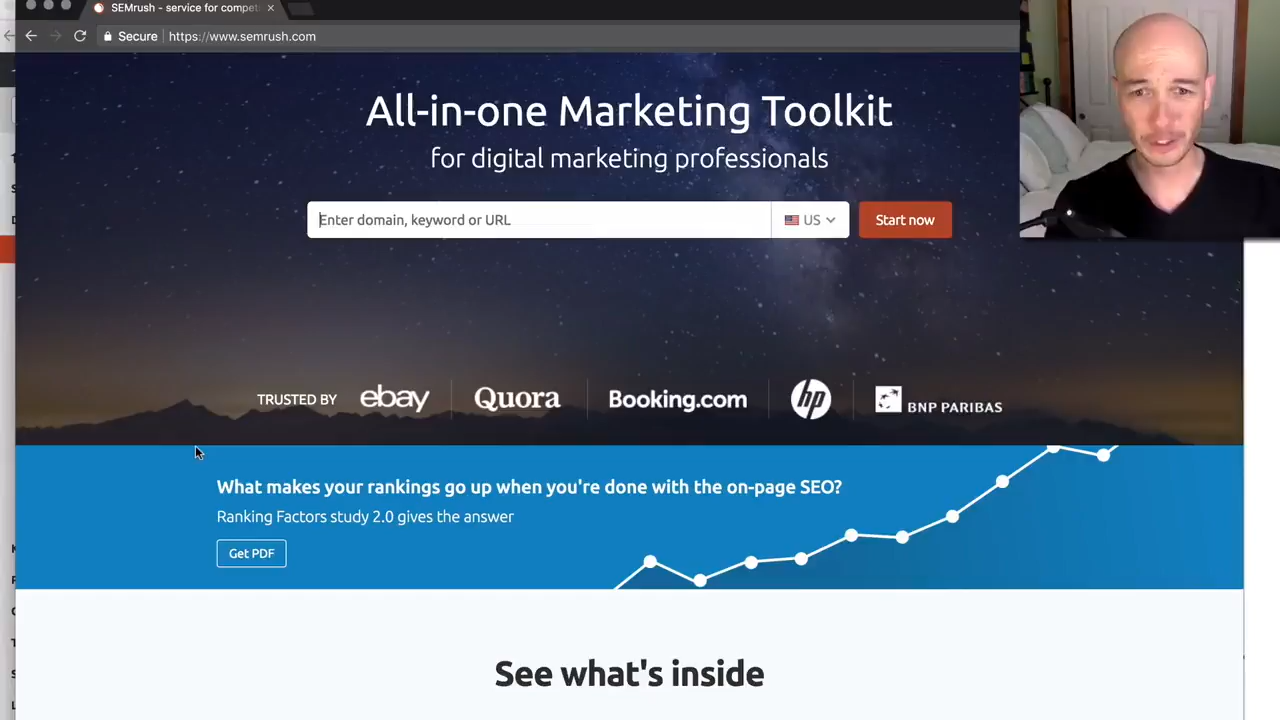 SEMrush - service for compet
Secure
https://www.semrush.com
All-in-one Marketing Toolkit
for digital marketing professionals
Enter domain, keyword or URL
US
Start now
TRUSTED BY
ebay
Quora
Booking.com
hp
BNP PARIBAS
What makes your rankings go up when you're done with the on-page SEO?
Ranking Factors study 2.0 gives the answer
Get PDF
See what's inside